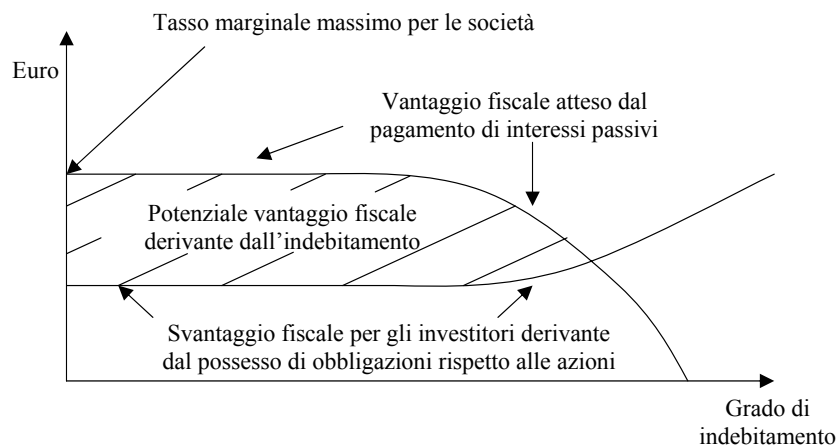 Tasso marginale massimo per le società
Euro
Vantaggio fiscale atteso dal
pagamento di interessi passivi
Potenziale vantaggio fiscale
derivante dall’indebitamento
Svantaggio fiscale per gli investitori derivante
dal possesso di obbligazioni rispetto alle azioni
Grado di
indebitamento